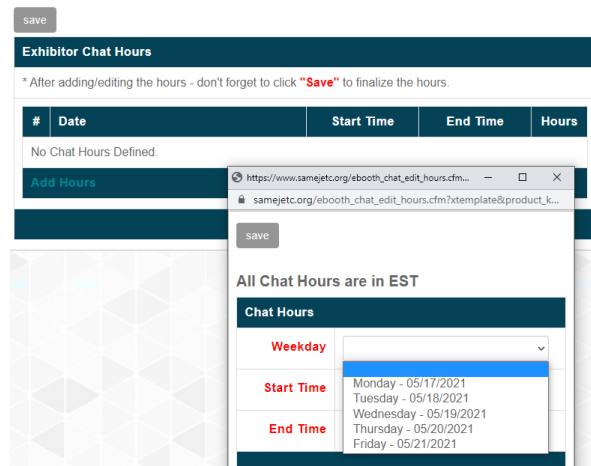 save
Exhibitor Chat Hours
* After adding/editing the hours - don't forget to click "Save" to finalize the hours.
# Date Start Time End Time Hours
No Chat Hours Defined.
Add Hours
https://www.samejetc.org/ebooth_chat_edit_hours.cfm...
samejetc.org/ebooth_chat_edit_hours.cfm?xtemplate&product_k...
save
All Chat Hours are in EST
Chat Hours
Weekday
Start Time
End Time
Monday - 05/17/2021
Tuesday - 05/18/2021
Wednesday - 05/19/2021
Thursday - 05/20/2021
Friday - 05/21/2021